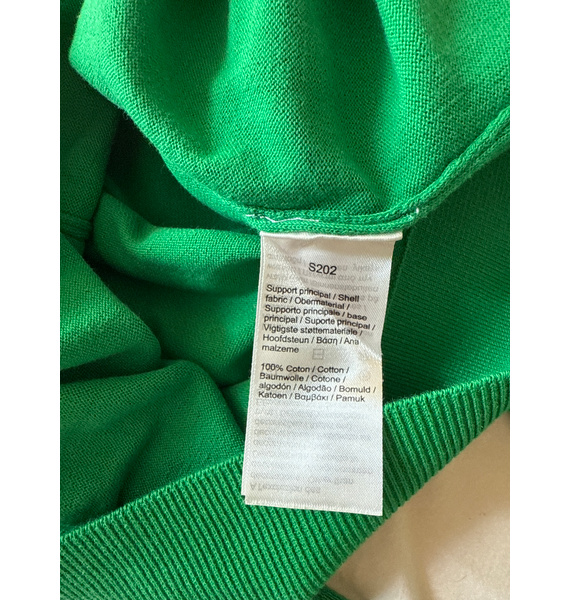 S202
Support principal / Shell
fabric / Obermaterial /
Supporto principale / base
principal / Suporte principal /
Vigtigste støttemateriale /
Hoofdsteun / Βάση / Ana
malzeme
100% Coton / Cotton /
Baumwolle / Cotone /
algodón / Algodão / Bomuld /
Katoen / Βαμβάκι / Pamuk